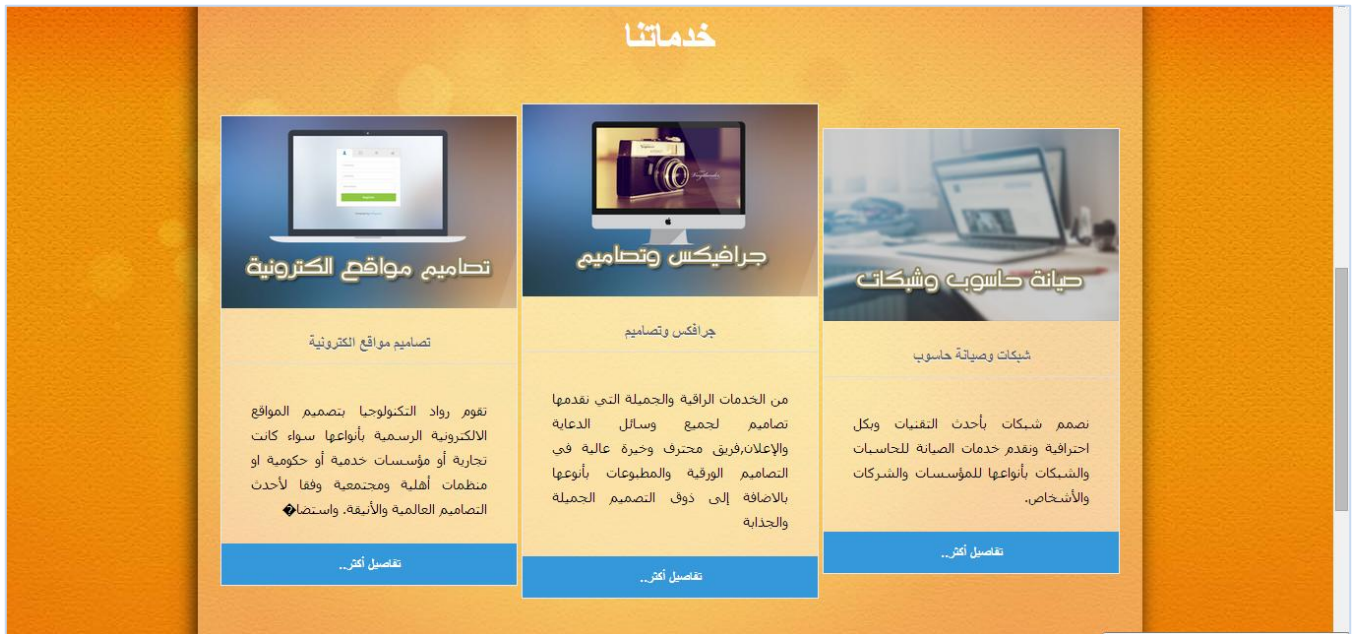 خدماتنا
صيانة حاسوب وشبكات
شبكات وصيانة حاسوب
نصمم شبكات بأحدث التقنيات وبكل
احترافية ونقدم خدمات الصيانة للحاسبات
والشبكات بأنواعها للمؤسسات والشركات
والأشخاص.
تفاصيل أكثر..
جرافيكس وتصاميم
جرافكس وتصاميم
من الخدمات الراقية والجميلة التي نقدمها
تصاميم لجميع وسائل الدعاية
والإعلان,فريق محترف وخبرة عالية في
التصاميم الورقية والمطبوعات بأنوعها
بالاضافة إلى ذوق التصميم الجميلة
والجذابة
تفاصيل أكثر..
تصاميم مواقع الكترونية
تصاميم مواقع الكترونية
تقوم رواد التكنولوجيا بتصميم المواقع
الالكترونية الرسمية بأنواعها سواء كانت
تجارية أو مؤسسات خدمية أو حكومية او
منظمات أهلية ومجتمعية وفقا لأحدث
التصاميم العالمية والأنيقة. واستضا�
تفاصيل أكثر..